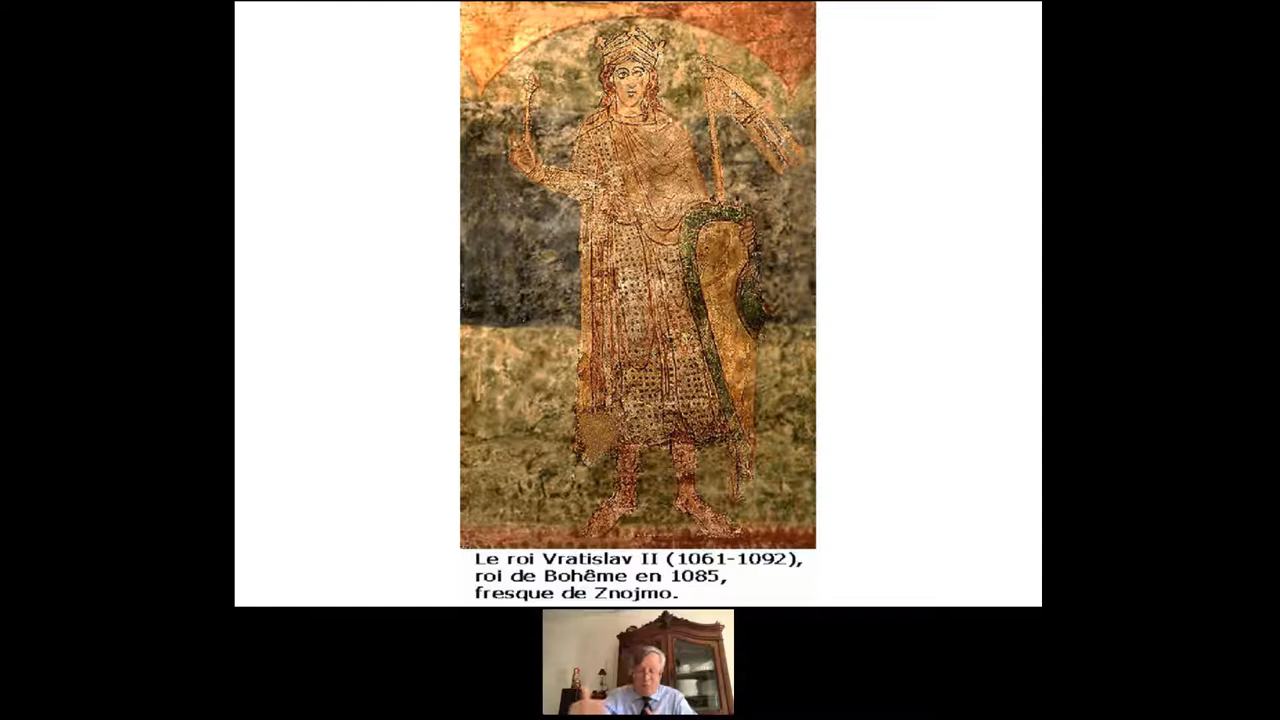 Le roi Vratislav II (1061-1092),
roi de Bohême en 1085,
fresque de Znojmo.